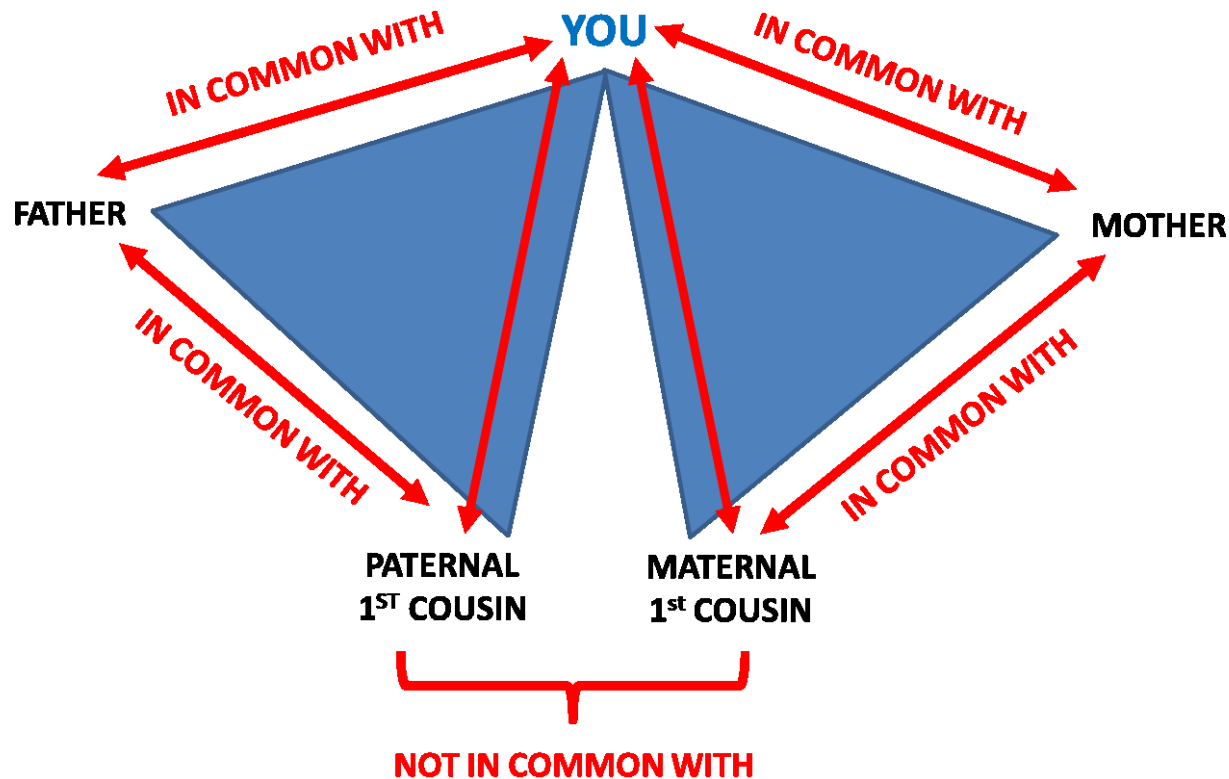 YOU
IN COMMON WITH
IN COMMON WITH
FATHER
MOTHER
IN COMMON WITH
IN COMMON WITH
PATERNAL
1ST COUSIN
MATERNAL
1st COUSIN
NOT IN COMMON WITH